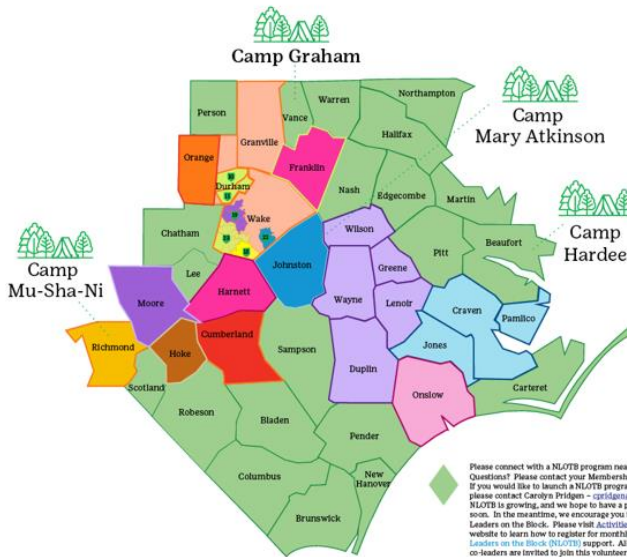 Camp Graham
Camp
Mary Atkinson
Camp
Hardee
Camp
Mu-Sha-Ni
Person
Granville
Vance
Warren
Northampton
Halifax
Orange
Durham
Franklin
Nash
Edgecombe
Martin
Chatham
Wake
Wilson
Pitt
Beaufort
Lee
Johnston
Greene
Moore
Harnett
Wayne
Lenoir
Craven
Pamlico
Richmond
Hoke
Cumberland
Sampson
Duplin
Jones
Scotland
Onslow
Carteret
Robeson
Bladen
Pender
Columbus
New
Hanover
Brunswick
Please connect with a NLOTB program nea
Questions? Please contact your Membersh
If you would like to launch a NLOTB progra
please contact Carolyn Pridgen – cpridgen
NLOTB is growing, and we hope to have a p
soon. In the meantime, we encourage you
Leaders on the Block. Please visit Activitie
website to learn how to register for monthl
Leaders on the Block (NLOTB) support. Al
co-leaders are invited to join this volunteer